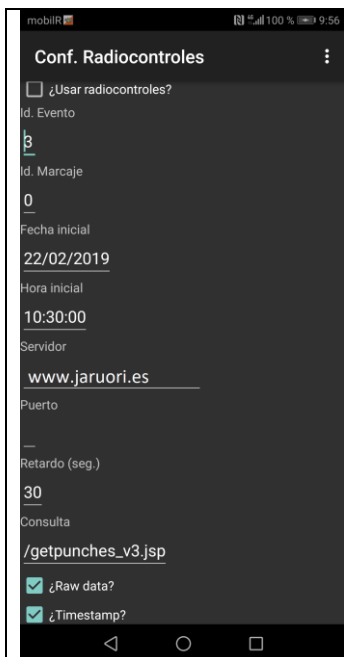 mobilR 100 % 9:56
Conf. Radiocontroles
¿Usar radiocontroles?
Id. Evento
3
Id. Marcaje
0
Fecha inicial
22/02/2019
Hora inicial
10:30:00
Servidor
www.jaruori.es
Puerto
Retardo (seg.)
30
Consulta
/getpunches_v3.jsp
¿Raw data?
¿Timestamp?